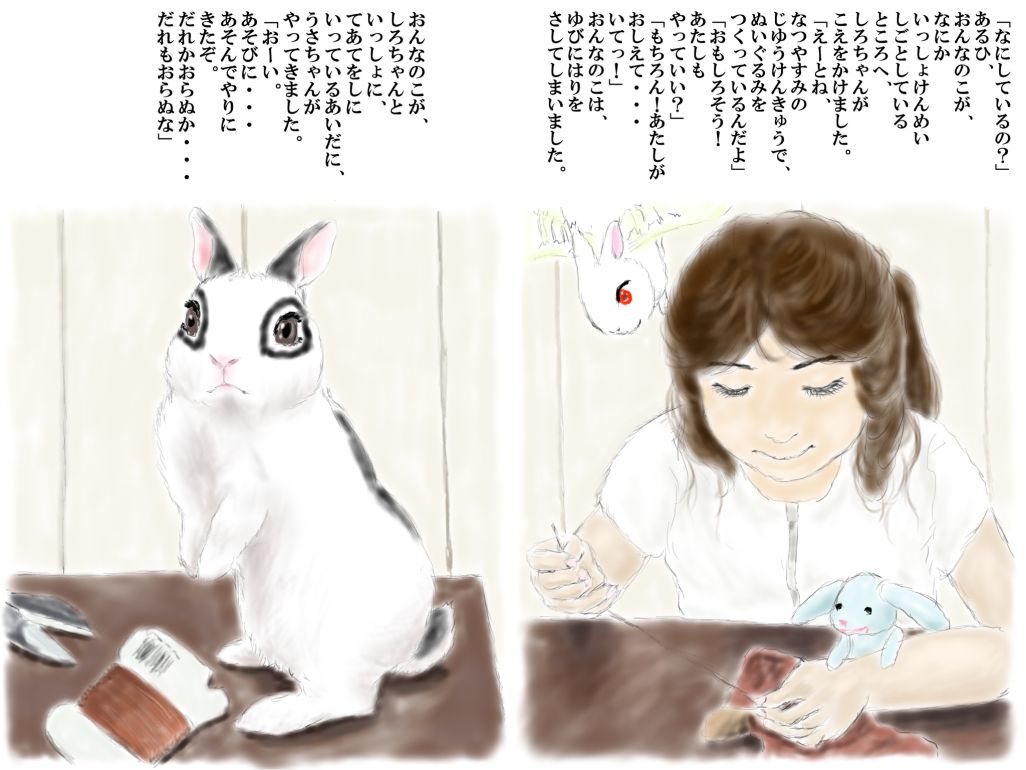 「なにしているの?」
あるひ、
おんなのこが、
なにか
いっしょけんめい
しごとしている
ところへ、
しろちゃんが
こえをかけました。
「えーとね、
なつやすみの
じゆうけんきゅうで、
ぬいぐるみを
つくっているんだよ」
「おもしろそう!
あたしも
やっていい?」
「もちろん!あたしが
おしえて・・・
いてっ!」
おんなのこは、
ゆびにはりを
さしてしまいました。
おんなのこが、
しろちゃんと
いっしょに、
てあてをしに
いっているあいだに、
うさちゃんが
やってきました。
「おーい。
あそびに・・・
あそんでやりに
きたぞ。
だれかおらぬか・・・
だれもおらぬな」